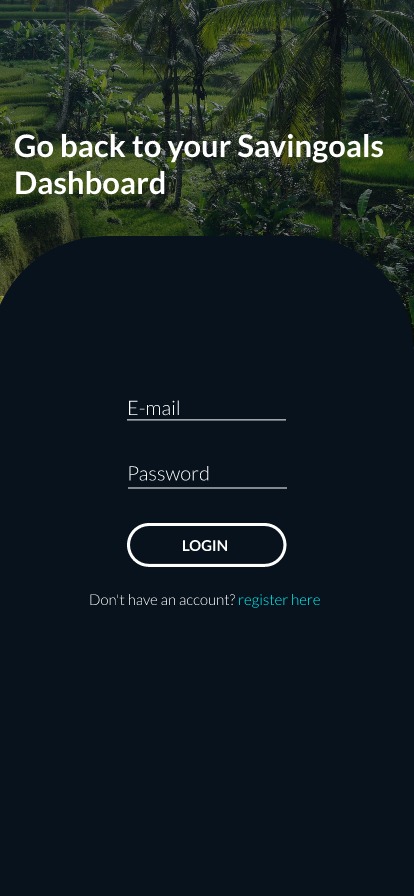 Go back to your Savingoals
Dashboard
E-mail
Password
LOGIN
Don't have an account? register here